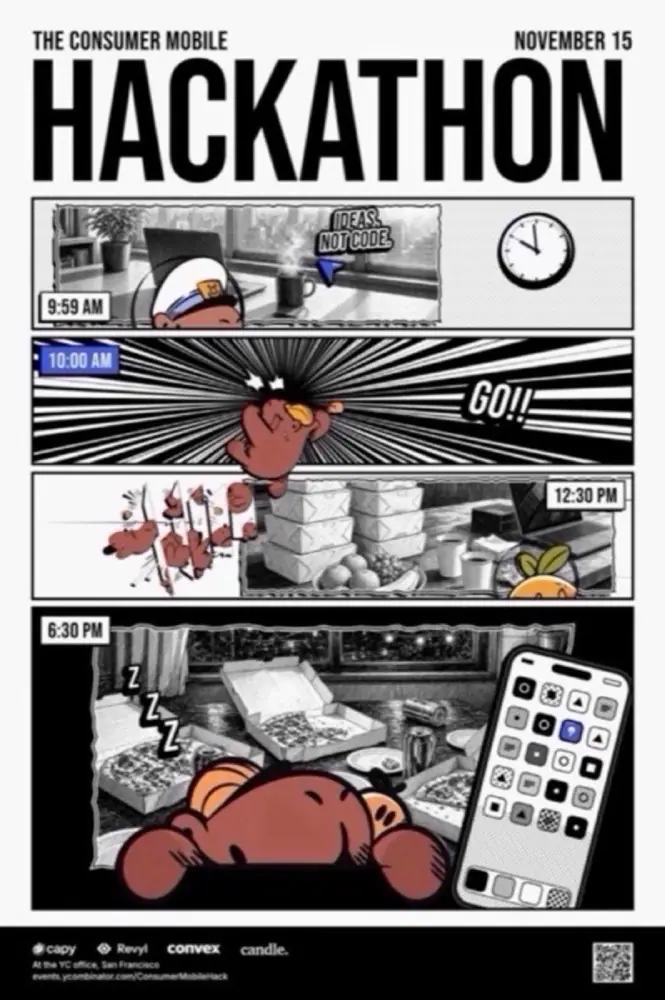 THE CONSUMER MOBILE
NOVEMBER 15
HACKATHON
IDEAS.
NOT CODE.
9:59 AM
10:00 AM
GO!!
12:30 PM
6:30 PM
Z
Z
Z
capy Revyl convex candle.
At the YC office, San Francisco
events.ycombinator.com/ConsumerMobileHack